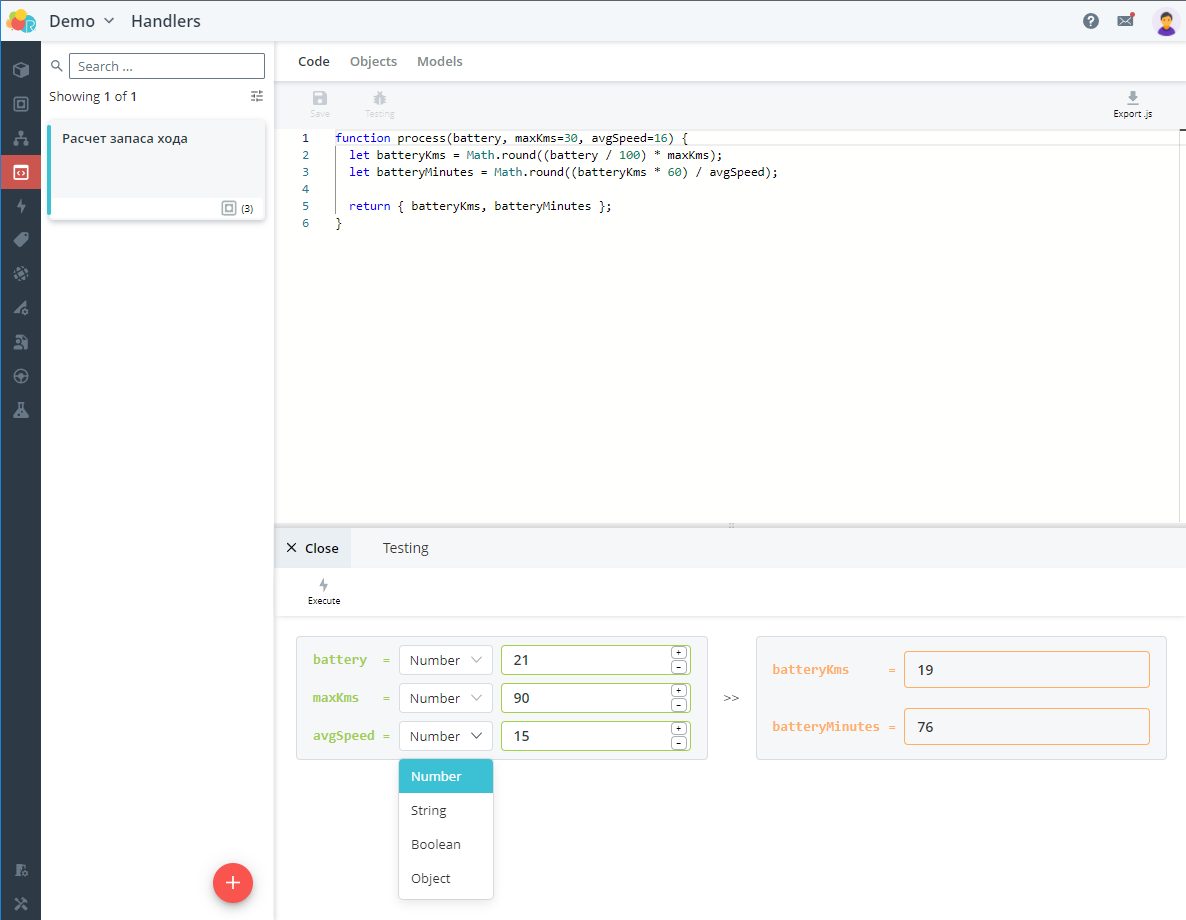 Demo Handlers
Search ...
Showing 1 of 1
Расчет запаса хода
(3)
Code Objects Models
Save Testing Export .js
1 function process(battery, maxKms=30, avgSpeed=16) {
2 let batteryKms = Math.round((battery / 100) * maxKms);
3 let batteryMinutes = Math.round((batteryKms * 60) / avgSpeed);
4
5 return { batteryKms, batteryMinutes };
6 }
Close Testing
Execute
battery = Number 21
maxKms = Number 90
avgSpeed = Number 15
Number
String
Boolean
Object
>>
batteryKms = 19
batteryMinutes = 76